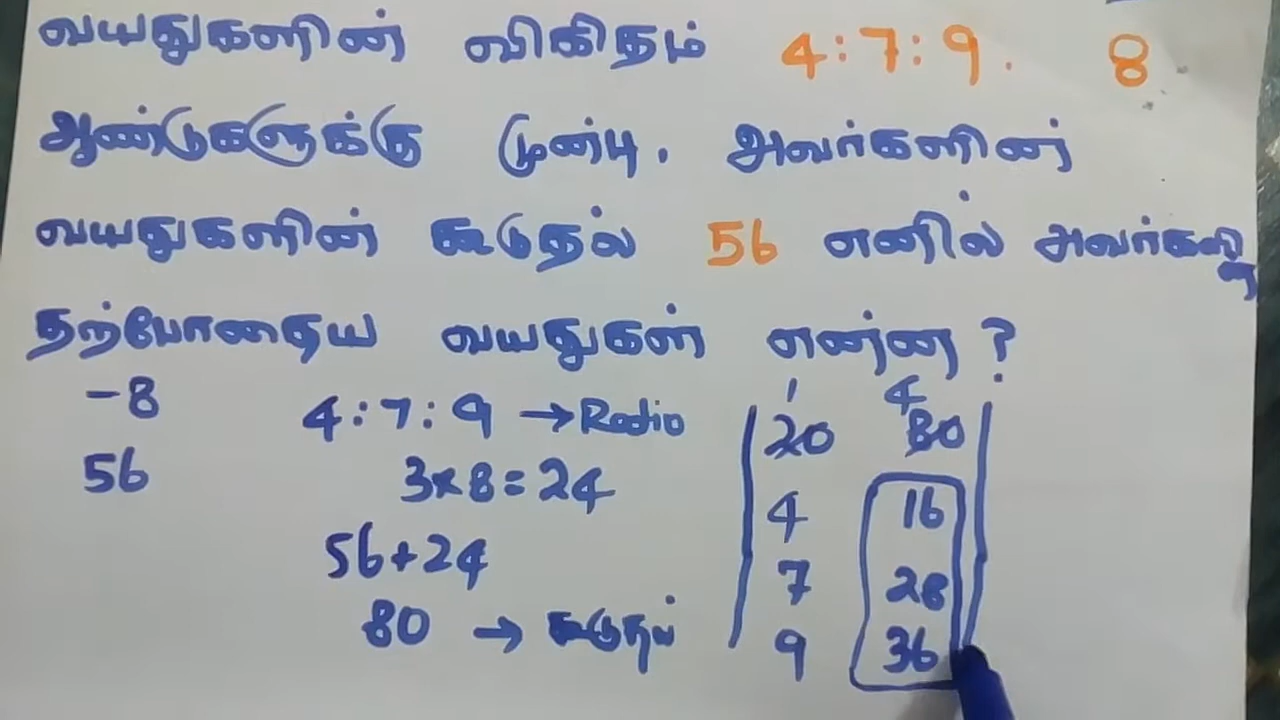 வயதுகளின் விகிதம் 4:7:9. 8
ஆண்டுகளுக்கு முன்பு. அவர்களின்
வயதுகளின் கூடுதல் 56 எனில் அவர்களின்
தற்போதைய வயதுகள் என்ன?
-8
56
4:7:9 → Radio
3×8=24
56+24
80 → கூடுதல்
1 4
20 80
4 16
7 28
9 36